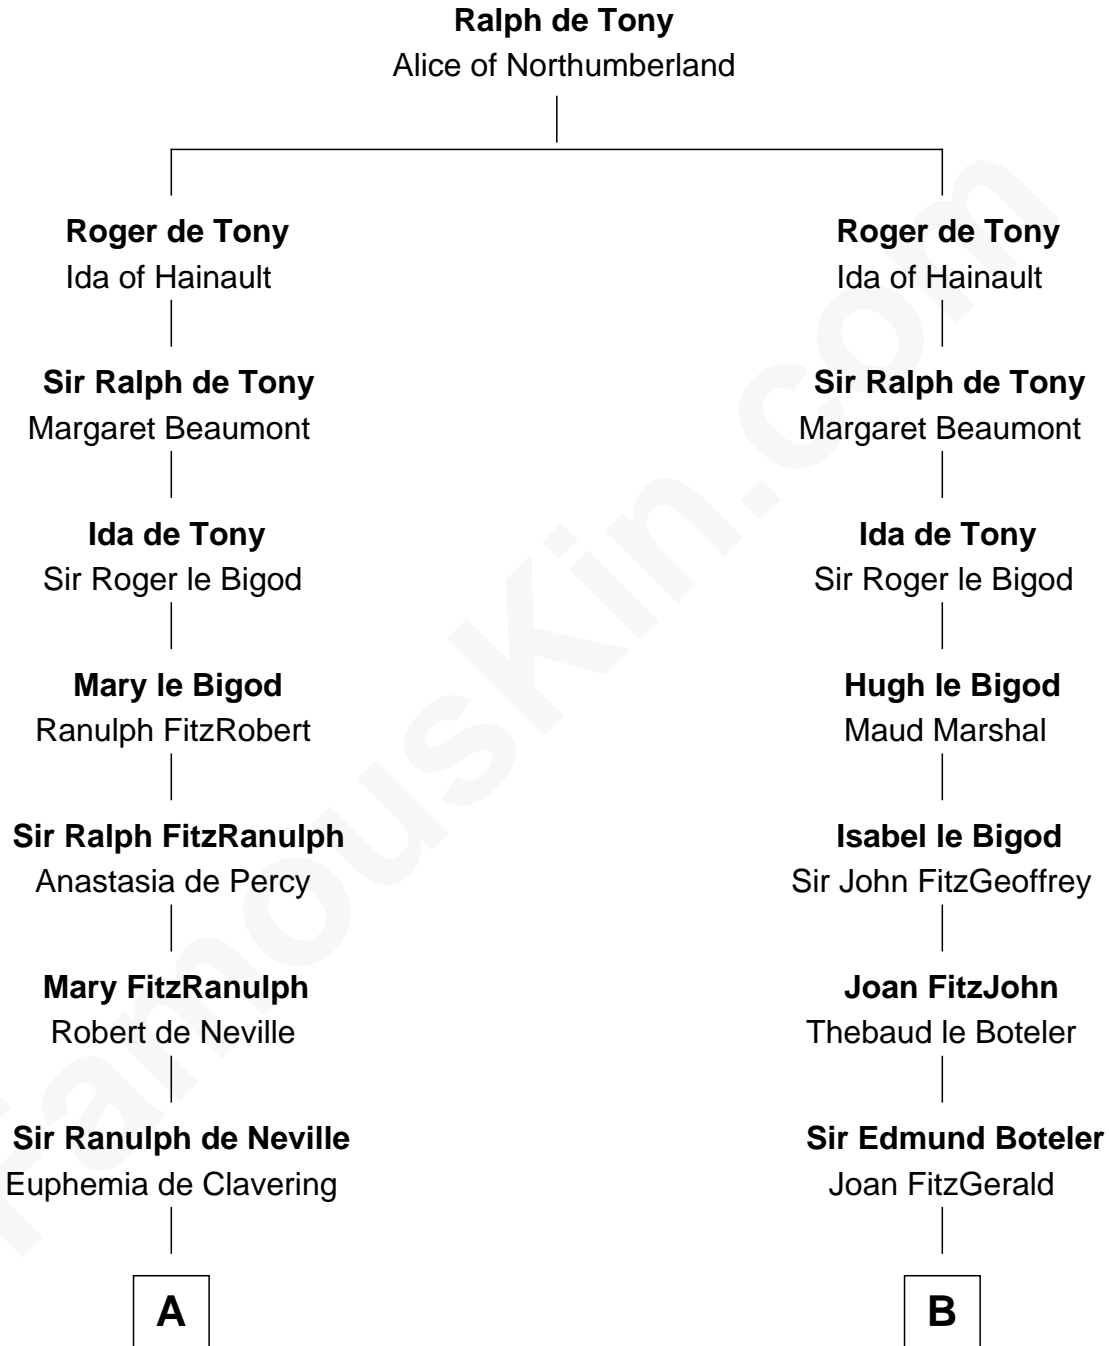 Ralph de Tony
Alice of Northumberland
Roger de Tony
Ida of Hainault
Sir Ralph de Tony
Margaret Beaumont
Ida de Tony
Sir Roger le Bigod
Mary le Bigod
Ranulph FitzRobert
Sir Ralph FitzRanulph
Anastasia de Percy
Mary FitzRanulph
Robert de Neville
Sir Ranulph de Neville
Euphemia de Clavering
A
Roger de Tony
Ida of Hainault
Sir Ralph de Tony
Margaret Beaumont
Ida de Tony
Sir Roger le Bigod
Hugh le Bigod
Maud Marshal
Isabel le Bigod
Sir John FitzGeoffrey
Joan FitzJohn
Thebaud le Boteler
Sir Edmund Boteler
Joan FitzGerald
B
FamousKin.com